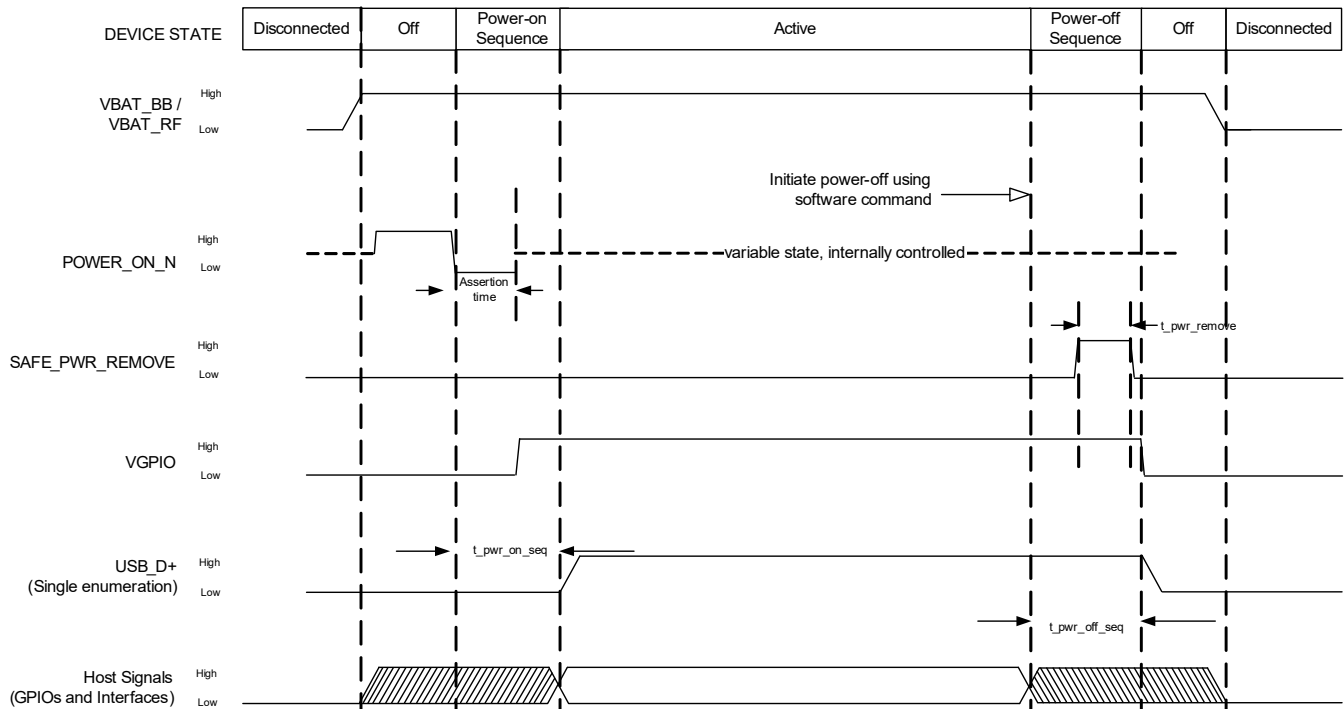 DEVICE STATE Disconnected Off Power-on Sequence Active Power-off Sequence Off Disconnected
VBAT_BB /
VBAT_RF
High
Low
Initiate power-off using
software command
POWER_ON_N
High
Low
variable state, internally controlled
Assertion
time
t_pwr_remove
SAFE_PWR_REMOVE
High
Low
VGPIO
High
Low
t_pwr_on_seq
USB_D+
(Single enumeration)
High
Low
t_pwr_off_seq
Host Signals
(GPIOs and Interfaces)
High
Low